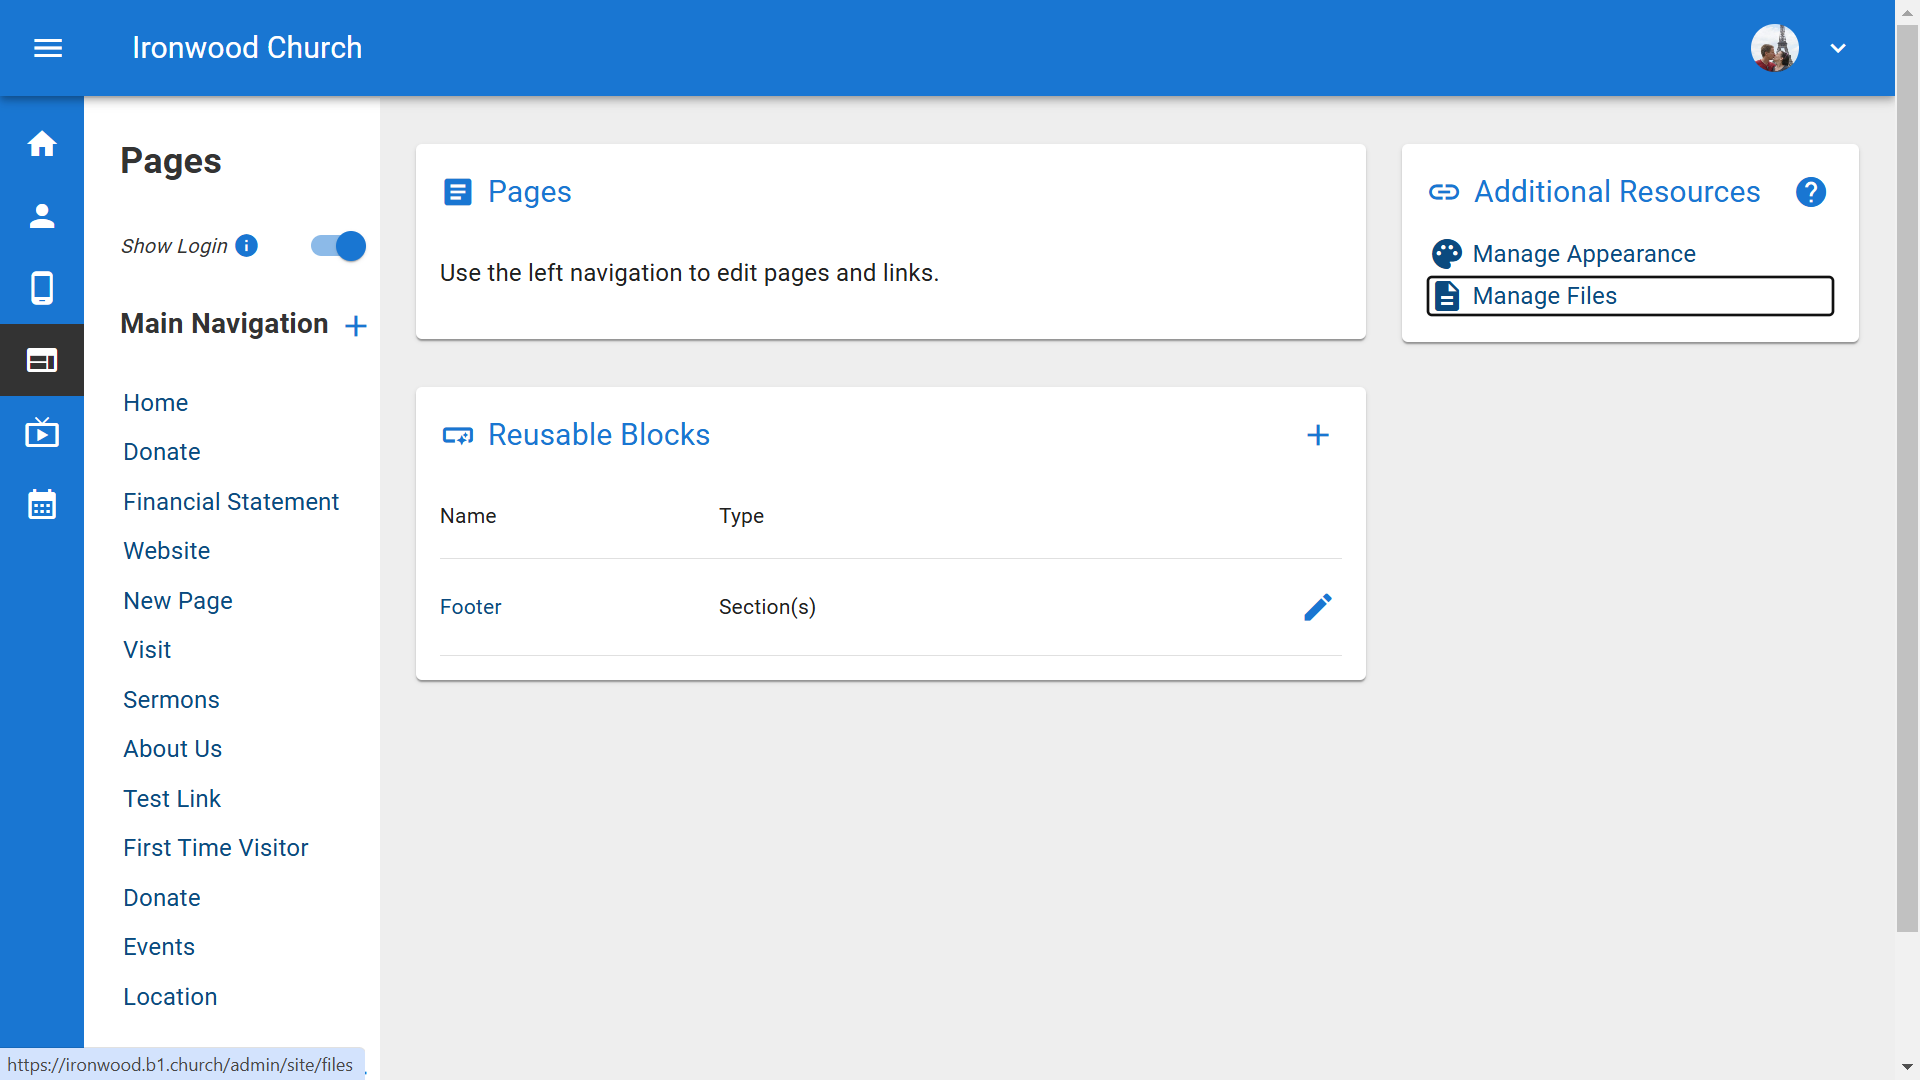 Ironwood Church
Pages
Show Login
Main Navigation
Home
Donate
Financial Statement
Website
New Page
Visit
Sermons
About Us
Test Link
First Time Visitor
Donate
Events
Location
Pages
Use the left navigation to edit pages and links.
Reusable Blocks
Name Type
Footer Section(s)
Additional Resources
Manage Appearance
Manage Files
https://ironwood.b1.church/admin/site/files